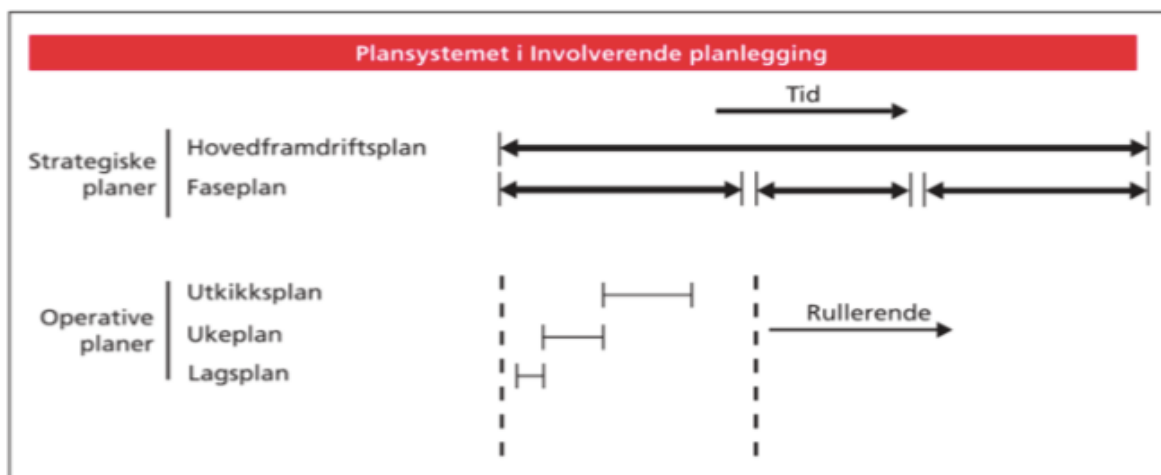 Plansystemet i Involverende planlegging
Tid
Strategiske
planer
Hovedframdriftsplan
Faseplan
Operative
planer
Utkikksplan
Ukeplan
Lagsplan
Rullerende